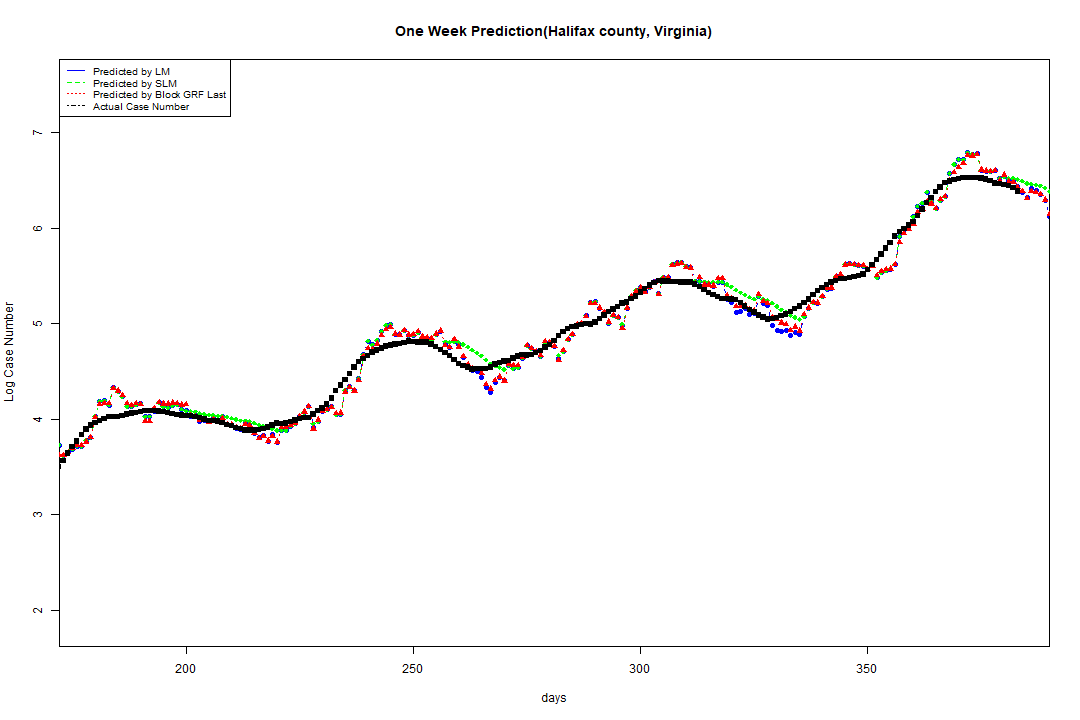 One Week Prediction(Halifax county, Virginia)
Predicted by LM
Predicted by SLM
Predicted by Block GRF Last
Actual Case Number
7
6
5
4
3
2
Log Case Number
200 250 300 350
days